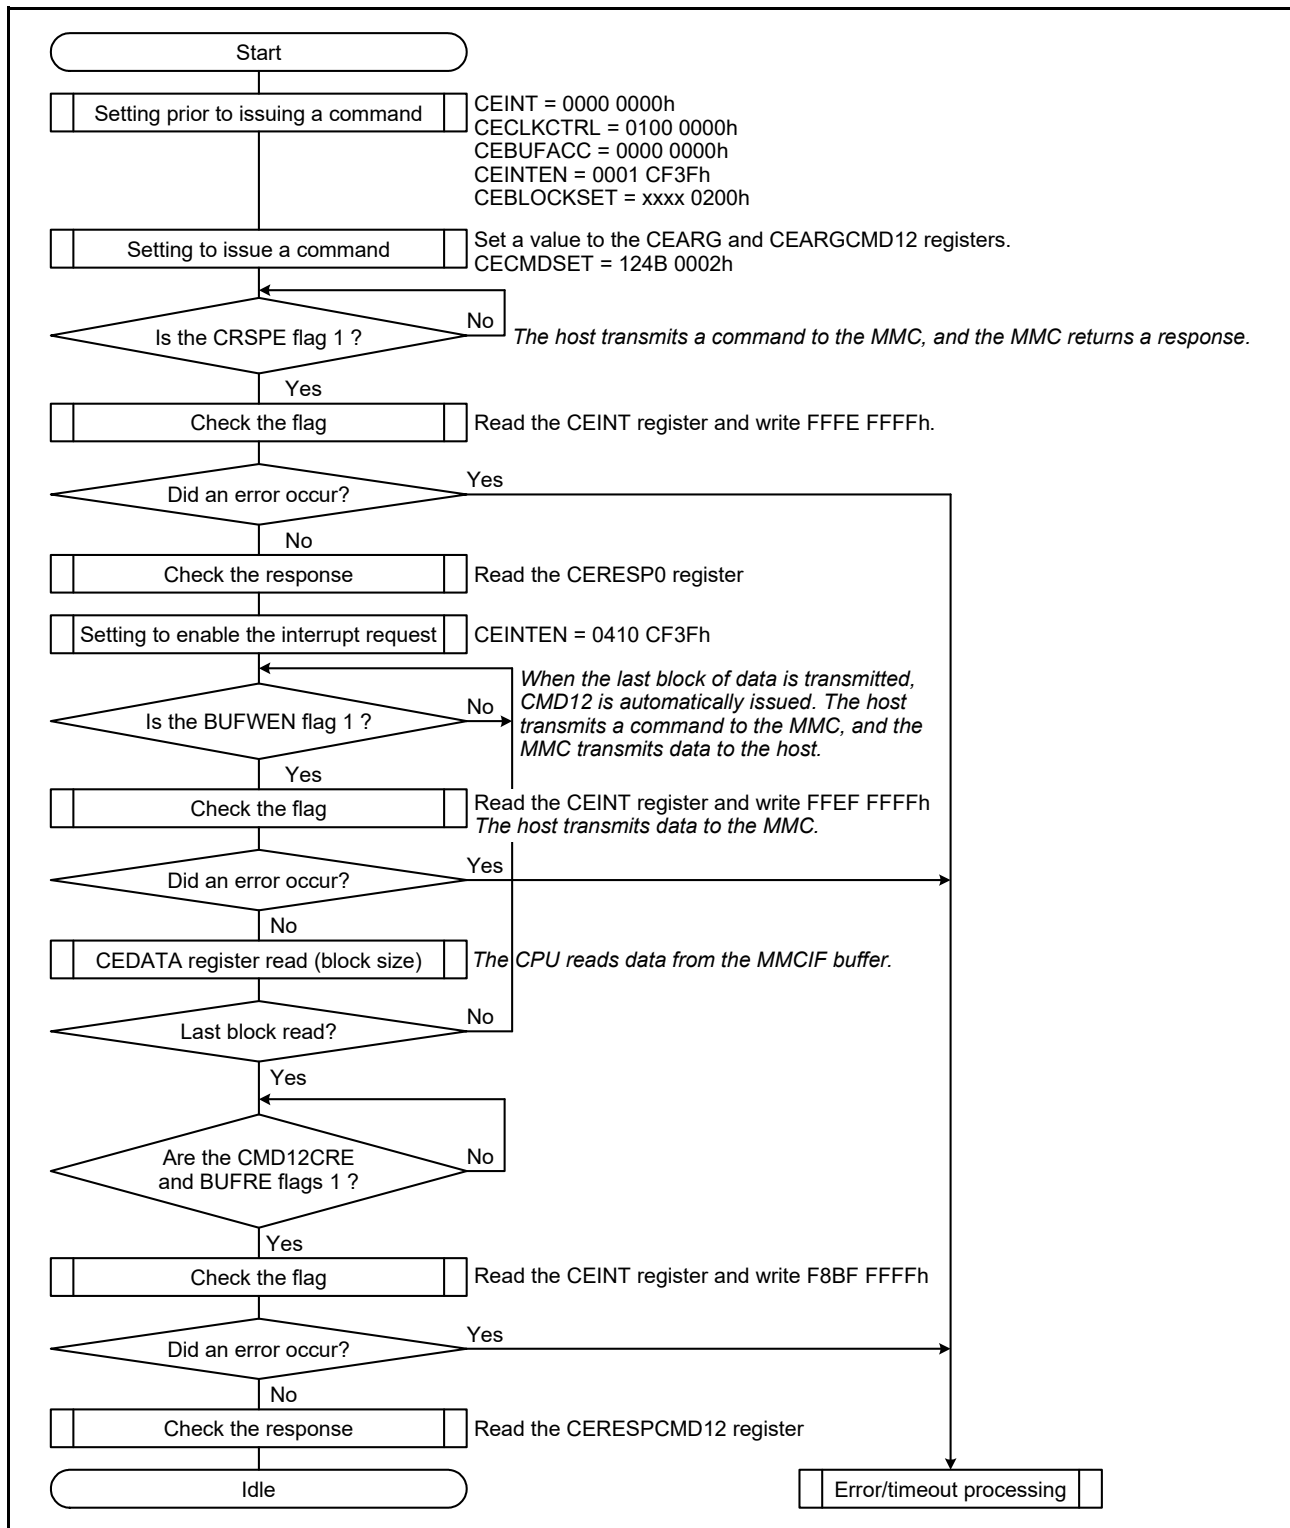 Start
Setting prior to issuing a command
CEINT = 0000 0000h
CECLKCTRL = 0100 0000h
CEBUFACC = 0000 0000h
CEINTEN = 0001 CF3Fh
CEBLOCKSET = xxxx 0200h
Setting to issue a command
Set a value to the CEARG and CEARGCMD12 registers.
CECMDSET = 124B 0002h
Is the CRSPE flag 1 ?
No
The host transmits a command to the MMC, and the MMC returns a response.
Yes
Check the flag
Read the CEINT register and write FFFE FFFFh.
Did an error occur?
Yes
No
Check the response
Read the CERESP0 register
Setting to enable the interrupt request
CEINTEN = 0410 CF3Fh
Is the BUFWEN flag 1 ?
No
When the last block of data is transmitted,
CMD12 is automatically issued. The host
transmits a command to the MMC, and the
MMC transmits data to the host.
Yes
Check the flag
Read the CEINT register and write FFEF FFFFh
The host transmits data to the MMC.
Did an error occur?
Yes
No
CEDATA register read (block size)
The CPU reads data from the MMCIF buffer.
Last block read?
No
Yes
Are the CMD12CRE
and BUFRE flags 1 ?
No
Yes
Check the flag
Read the CEINT register and write F8BF FFFFh
Did an error occur?
Yes
No
Check the response
Read the CERESPCMD12 register
Idle
Error/timeout processing